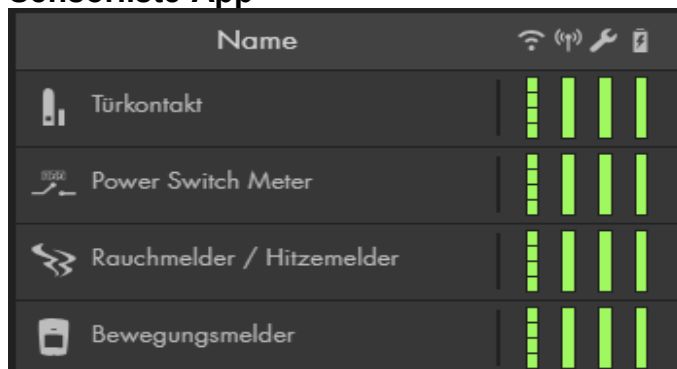 Sensorliste App
Name
Türkontakt
Power Switch Meter
Rauchmelder / Hitzemelder
Bewegungsmelder